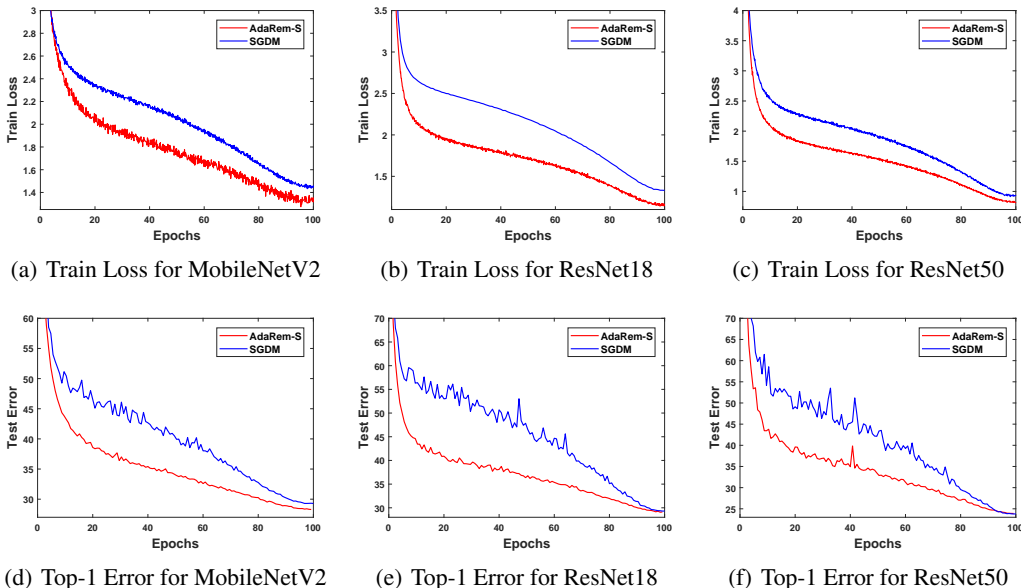 3
2.8
2.6
2.4
2.2
2
1.8
1.6
1.4
0 20 40 60 80 100
Train Loss
Epochs
AdaRem-S
SGDM
(a) Train Loss for MobileNetV2
3.5
3
2.5
2
1.5
0 20 40 60 80 100
Train Loss
Epochs
AdaRem-S
SGDM
(b) Train Loss for ResNet18
4
3.5
3
2.5
2
1.5
1
0 20 40 60 80 100
Train Loss
Epochs
AdaRem-S
SGDM
(c) Train Loss for ResNet50
60
55
50
45
40
35
30
0 20 40 60 80 100
Test Error
Epochs
AdaRem-S
SGDM
(d) Top-1 Error for MobileNetV2
70
65
60
55
50
45
40
35
30
0 20 40 60 80 100
Test Error
Epochs
AdaRem-S
SGDM
(e) Top-1 Error for ResNet18
70
65
60
55
50
45
40
35
30
25
0 20 40 60 80 100
Test Error
Epochs
AdaRem-S
SGDM
(f) Top-1 Error for ResNet50